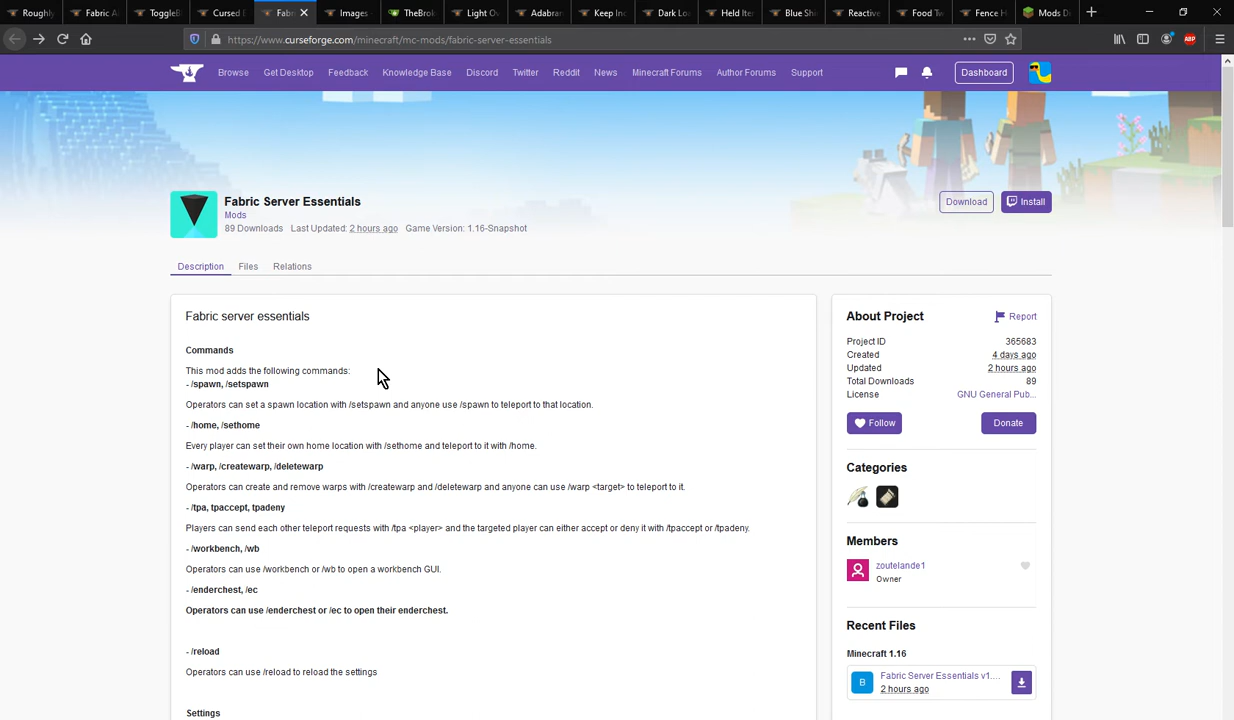 Roughly
Fabric A
ToggleB
Cursed
Fabr
Images
TheBrok
Light Ov
Adabran
Keep Inv
Dark Lo
Held Ite
Blue Shi
Reactive
Food Tw
Fence H
Mods Di
https://www.curseforge.com/minecraft/mc-mods/fabric-server-essentials
ABP
Browse Get Desktop Feedback Knowledge Base Discord Twitter Reddit News Minecraft Forums Author Forums Support Dashboard
Fabric Server Essentials
Mods
89 Downloads Last Updated: 2 hours ago Game Version: 1.16-Snapshot
Download
Install
Description Files Relations
Fabric server essentials
Commands
This mod adds the following commands:
- /spawn, /setspawn
Operators can set a spawn location with /setspawn and anyone use /spawn to teleport to that location.
- /home, /sethome
Every player can set their own home location with /sethome and teleport to it with /home.
- /warp, /createwarp, /deletewarp
Operators can create and remove warps with /createwarp and /deletewarp and anyone can use /warp <target> to teleport to it.
- /tpa, tpaccept, tpadeny
Players can send each other teleport requests with /tpa <player> and the targeted player can either accept or deny it with /tpaccept or /tpadeny.
- /workbench, /wb
Operators can use /workbench or /wb to open a workbench GUI.
- /enderchest, /ec
Operators can use /enderchest or /ec to open their enderchest.
- /reload
Operators can use /reload to reload the settings
Settings
About Project
Report
Project ID 365683
Created 4 days ago
Updated 2 hours ago
Total Downloads 89
License GNU General Pub...
Follow
Donate
Categories
Members
zoutelande1
Owner
Recent Files
Minecraft 1.16
B
Fabric Server Essentials v1....
2 hours ago